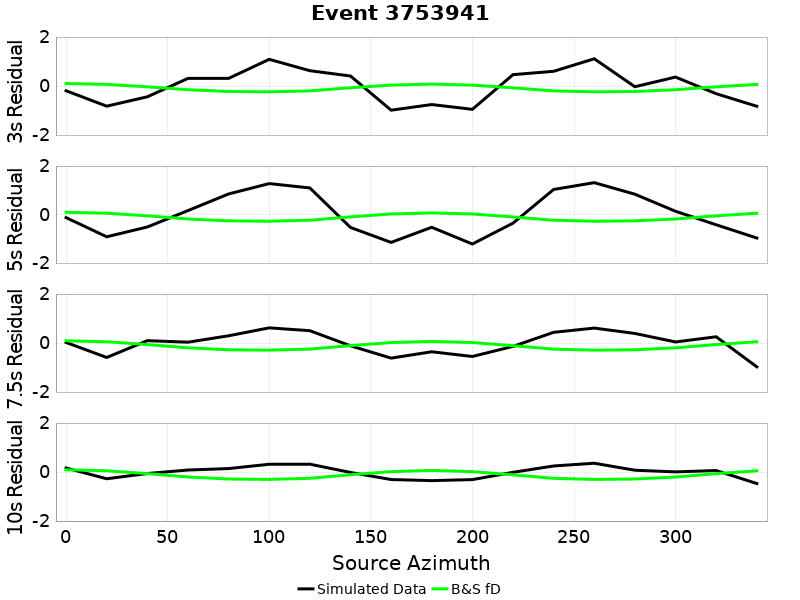 Event 3753941
3s Residual
2
0
-2
5s Residual
2
0
-2
7.5s Residual
2
0
-2
10s Residual
2
0
-2
0 50 100 150 200 250 300
Source Azimuth
Simulated Data B&S fD